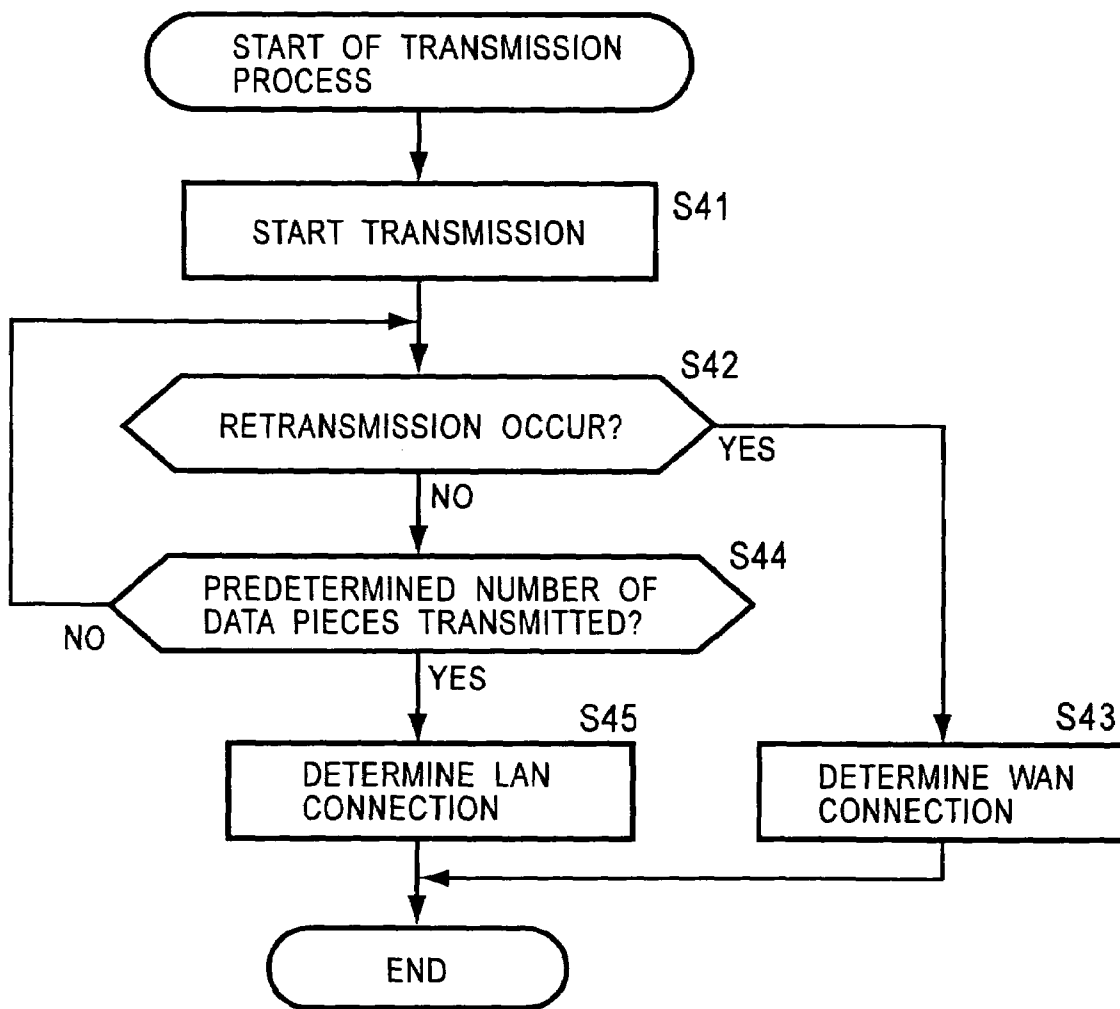 START OF TRANSMISSION
PROCESS
S41
START TRANSMISSION
S42
RETRANSMISSION OCCUR?
YES
NO
S44
PREDETERMINED NUMBER OF
DATA PIECES TRANSMITTED?
NO
YES
S45
DETERMINE LAN
CONNECTION
S43
DETERMINE WAN
CONNECTION
END